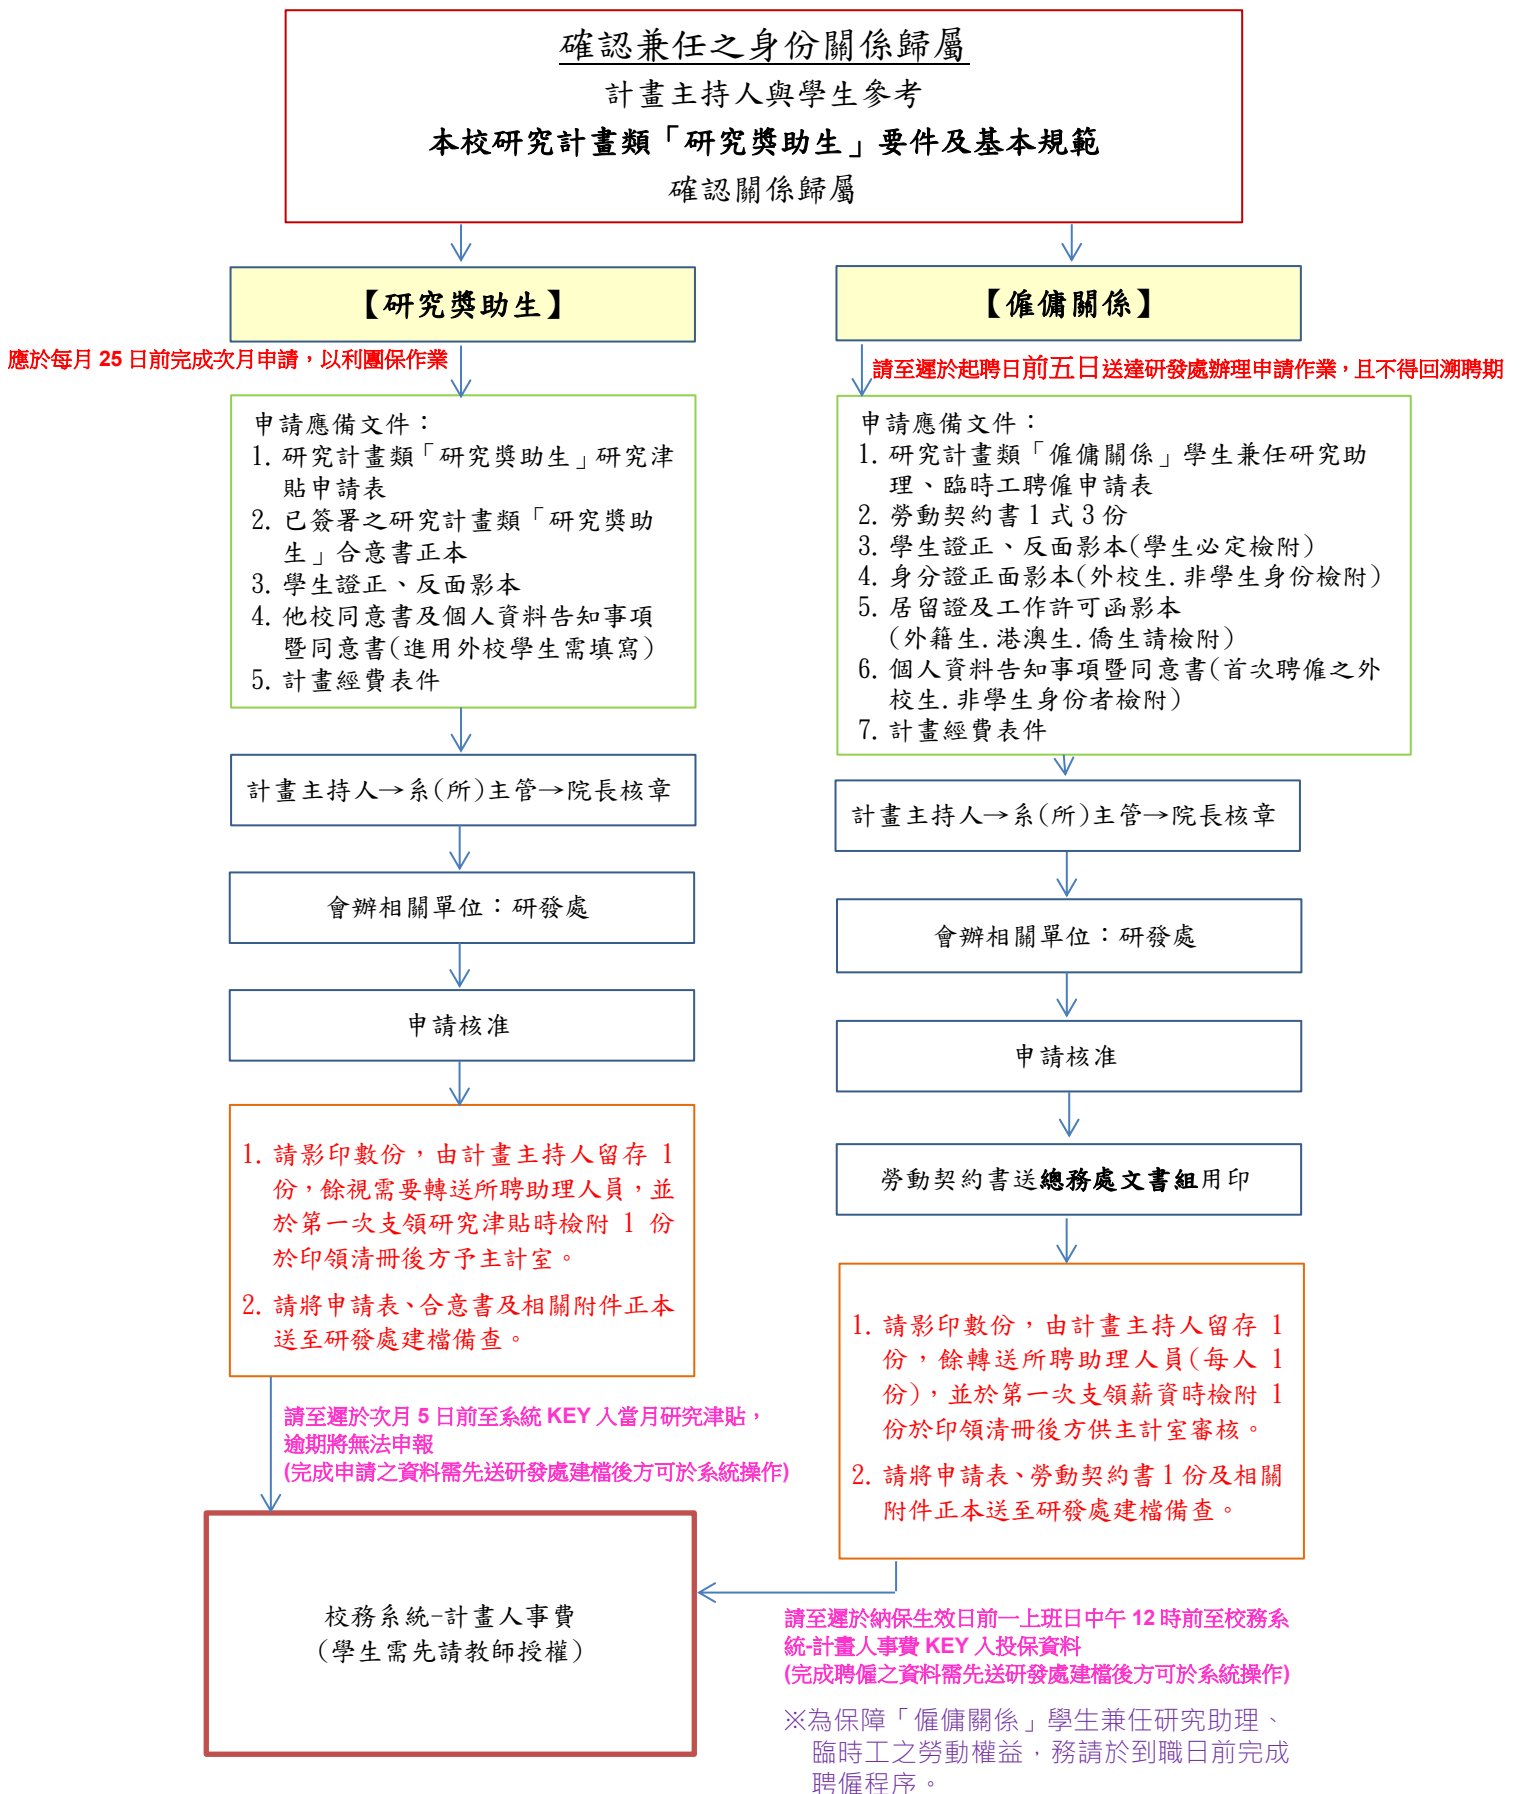 確認兼任之身份關係歸屬
計畫主持人與學生參考
本校研究計畫類「研究獎助生」要件及基本規範
確認關係歸屬
【研究獎助生】
應於每月 25 日前完成次月申請，以利團保作業
申請應備文件：
1. 研究計畫類「研究獎助生」研究津
貼申請表
2. 已簽署之研究計畫類「研究獎助
生」合意書正本
3. 學生證正、反面影本
4. 他校同意書及個人資料告知事項
暨同意書(進用外校學生需填寫)
5. 計畫經費表件
計畫主持人→系(所)主管→院長核章
會辦相關單位：研發處
申請核准
1. 請影印數份，由計畫主持人留存 1
份，餘視需要轉送所聘助理人員，並
於第一次支領研究津貼時檢附 1 份
於印領清冊後方予主計室。
2. 請將申請表、合意書及相關附件正本
送至研發處建檔備查。
請至遲於次月 5 日前至系統 KEY 入當月研究津貼，
逾期將無法申報
(完成申請之資料需先送研發處建檔後方可於系統操作)
【僱傭關係】
請至遲於起聘日前五日送達研發處辦理申請作業，且不得回溯聘期
申請應備文件：
1. 研究計畫類「僱傭關係」學生兼任研究助
理、臨時工聘僱申請表
2. 勞動契約書 1 式 3 份
3. 學生證正、反面影本(學生必定檢附)
4. 身分證正面影本(外校生.非學生身份檢附)
5. 居留證及工作許可函影本
(外籍生.港澳生.僑生請檢附)
6. 個人資料告知事項暨同意書(首次聘僱之外
校生.非學生身份者檢附)
7. 計畫經費表件
計畫主持人→系(所)主管→院長核章
會辦相關單位：研發處
申請核准
勞動契約書送總務處文書組用印
1. 請影印數份，由計畫主持人留存 1
份，餘轉送所聘助理人員(每人 1
份)，並於第一次支領薪資時檢附 1
份於印領清冊後方供主計室審核。
2. 請將申請表、勞動契約書 1 份及相關
附件正本送至研發處建檔備查。
請至遲於納保生效日前一上班日中午 12 時前至校務系
統-計畫人事費 KEY 入投保資料
(完成聘僱之資料需先送研發處建檔後方可於系統操作)
※為保障「僱傭關係」學生兼任研究助理、
臨時工之勞動權益，務請於到職日前完成
聘僱程序。
校務系統-計畫人事費
(學生需先請教師授權)